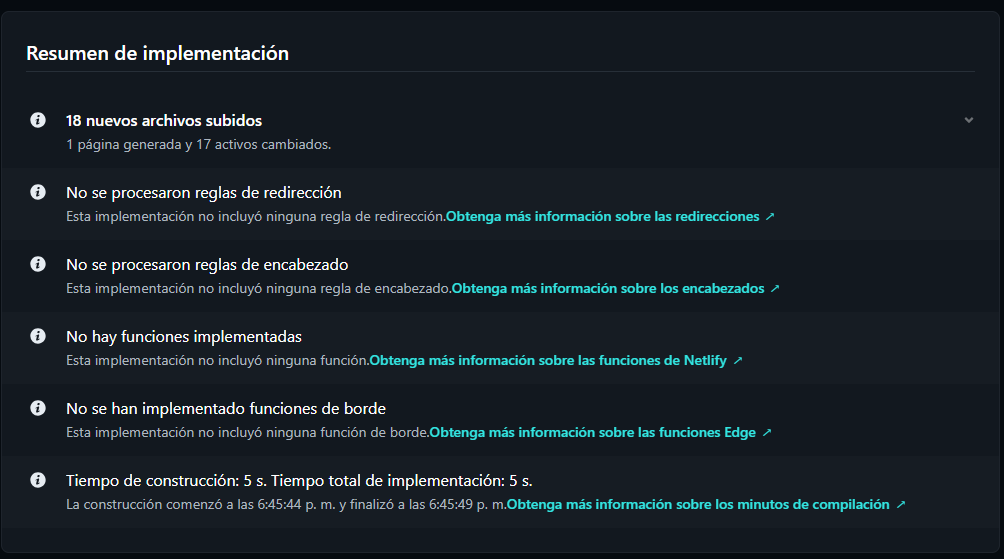 Resumen de implementación
18 nuevos archivos subidos
1 página generada y 17 activos cambiados.
No se procesaron reglas de redirección
Esta implementación no incluyó ninguna regla de redirección.Obtenga más información sobre las redirecciones ↗
No se procesaron reglas de encabezado
Esta implementación no incluyó ninguna regla de encabezado.Obtenga más información sobre los encabezados ↗
No hay funciones implementadas
Esta implementación no incluyó ninguna función.Obtenga más información sobre las funciones de Netlify ↗
No se han implementado funciones de borde
Esta implementación no incluyó ninguna función de borde.Obtenga más información sobre las funciones Edge ↗
Tiempo de construcción: 5 s. Tiempo total de implementación: 5 s.
La construcción comenzó a las 6:45:44 p. m. y finalizó a las 6:45:49 p. m.Obtenga más información sobre los minutos de compilación ↗